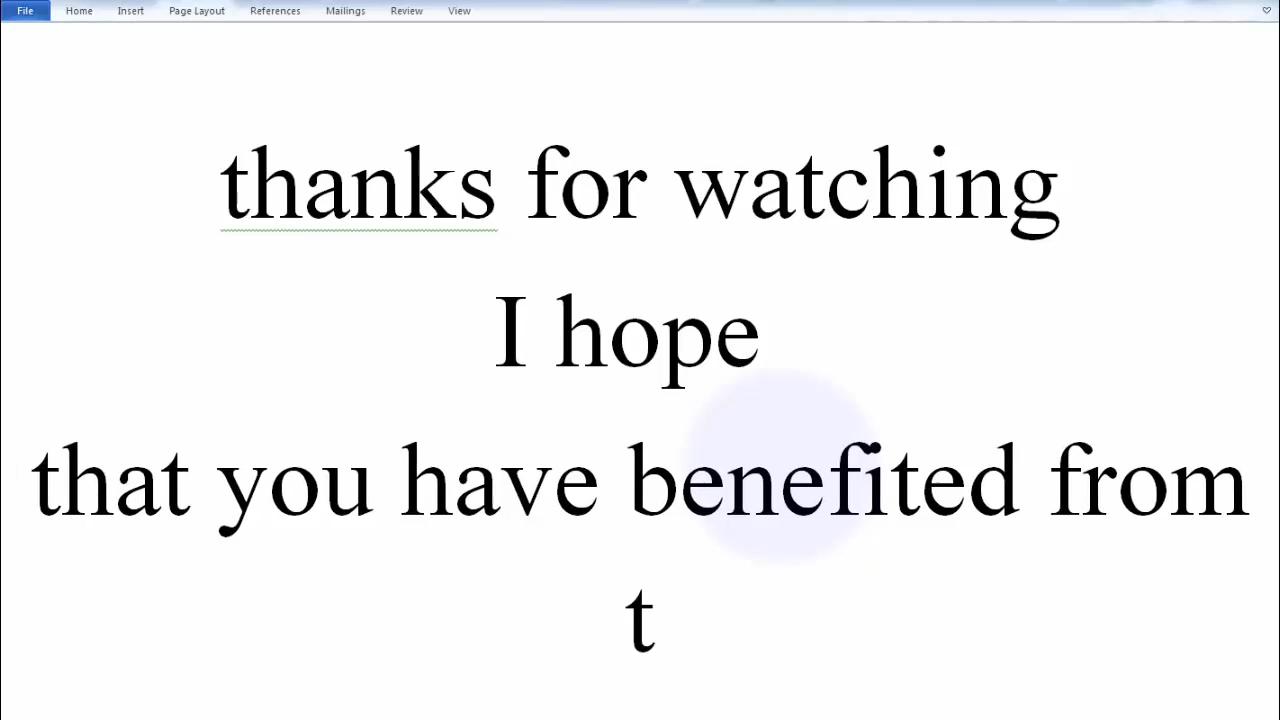 File Home Insert Page Layout References Mailings Review View
thanks for watching
I hope
that you have benefited from
t